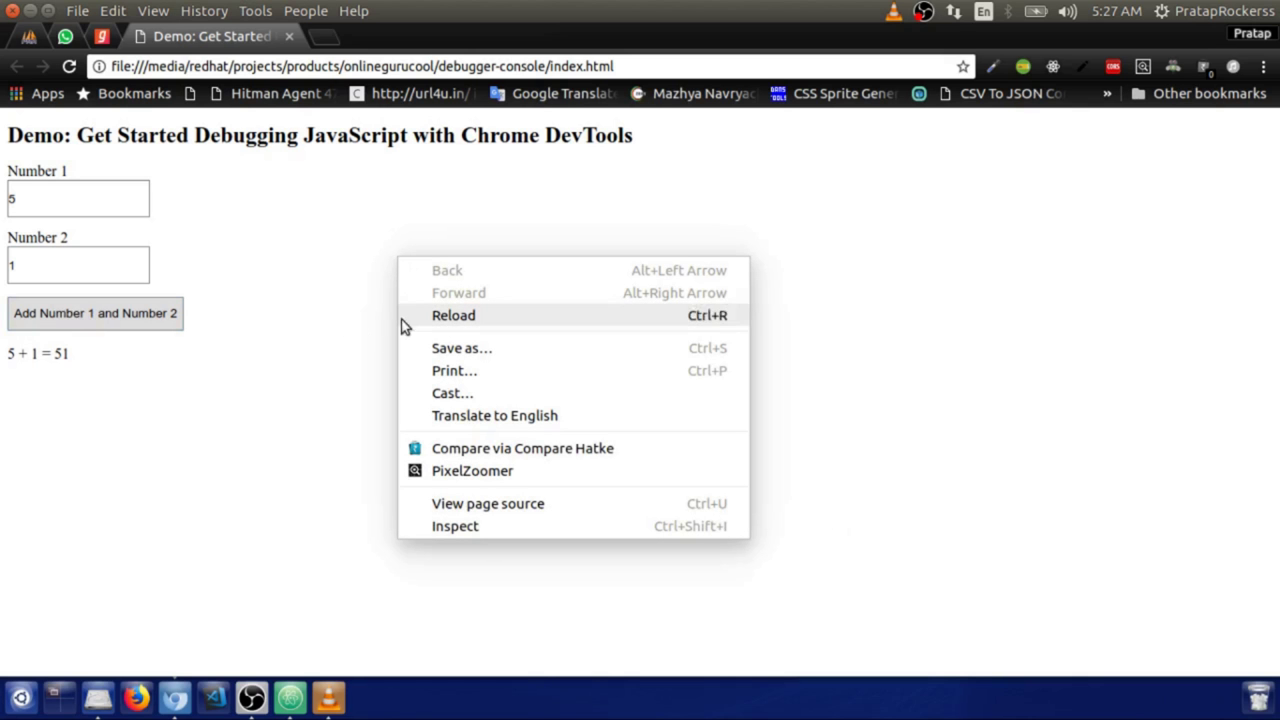 File Edit View History Tools People Help
En 5:27 AM PratapRockerss
Demo: Get Started
Pratap
file:///media/redhat/projects/products/onlinegurucool/debugger-console/index.html
CORS
0
Apps Bookmarks Hitman Agent 47 C http://url4u.in/ Google Translat Mazhya Navryac CSS Sprite Gene CSV To JSON Co » Other bookmarks
Demo: Get Started Debugging JavaScript with Chrome DevTools
Number 1
5
Number 2
1
Add Number 1 and Number 2
5 + 1 = 51
Back Alt+Left Arrow
Forward Alt+Right Arrow
Reload Ctrl+R
Save as... Ctrl+S
Print... Ctrl+P
Cast...
Translate to English
Compare via Compare Hatke
PixelZoomer
View page source Ctrl+U
Inspect Ctrl+Shift+I